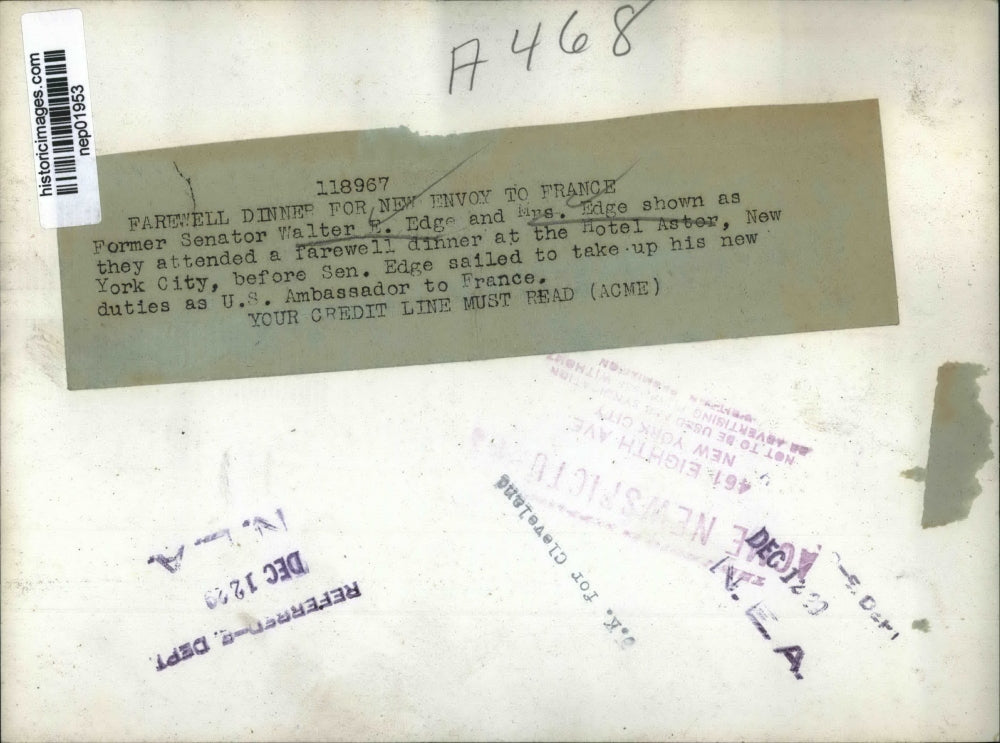 historicimages.com
nep01953
A468
118967
FAREWELL DINNER FOR NEW ENVOY TO FRANCE
Former Senator Walter E. Edge and Mrs. Edge shown as
they attended a farewell dinner at the Hotel Astor, New
York City, before Sen. Edge sailed to take up his new
duties as U.S. Ambassador to France.
YOUR CREDIT LINE MUST READ (ACME)
ACME NEWSPICTU
461 EIGHTH AVE
NEW YORK CITY
NOT TO BE USED
ADVERTISING
WITHOUT
O.K. for Cleveland
DEC 12
N. E. A.
REFERRED-E. DEPT.
DEC 12 29
N. A